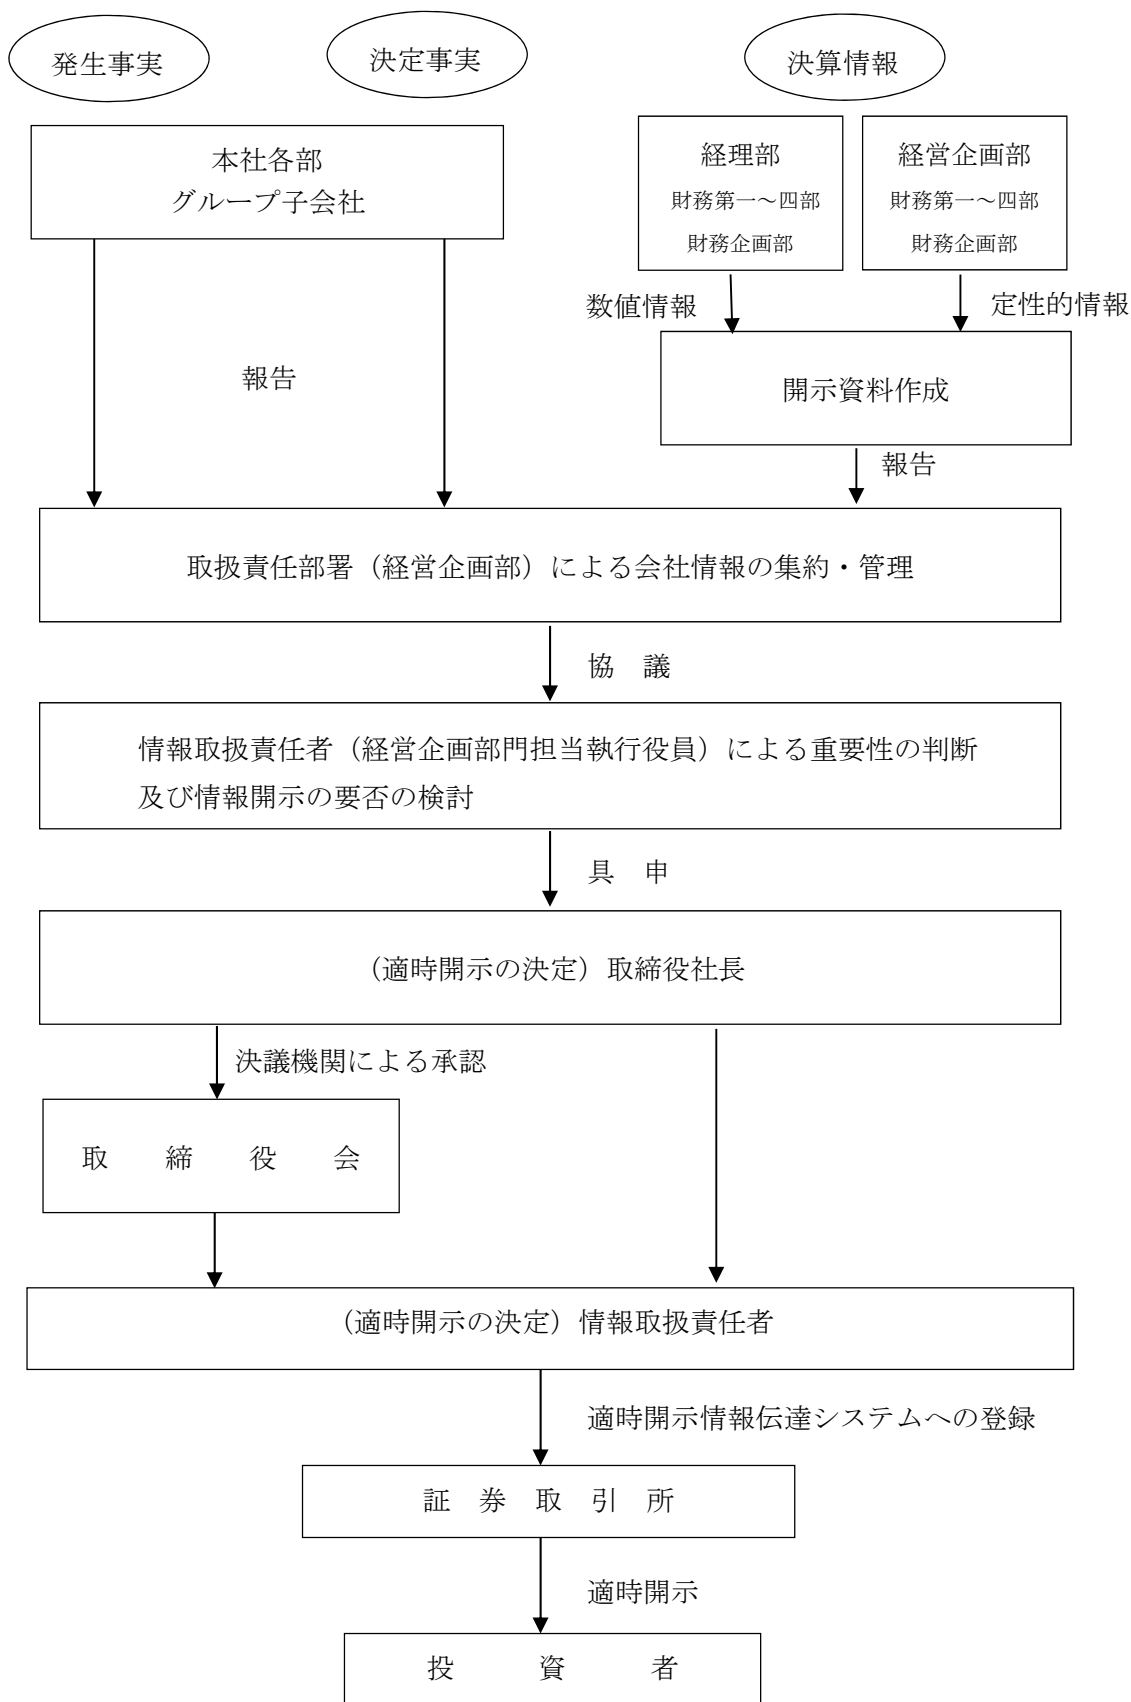 発生事実
決定事実
決算情報
本社各部
グループ子会社
経理部
財務第一～四部
財務企画部
経営企画部
財務第一～四部
財務企画部
数値情報
定性的情報
報告
開示資料作成
報告
取扱責任部署（経営企画部）による会社情報の集約・管理
協　議
情報取扱責任者（経営企画部門担当執行役員）による重要性の判断
及び情報開示の要否の検討
具　申
（適時開示の決定）取締役社長
決議機関による承認
取　　締　　役　　会
（適時開示の決定）情報取扱責任者
適時開示情報伝達システムへの登録
証　券　取　引　所
適時開示
投　　　資　　　者